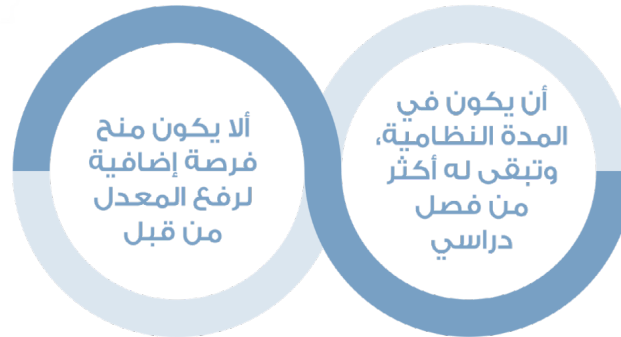 أن يكون في
المدة النظامية،
وتبقى له أكثر
من فصل
دراسي
ألا يكون منح
فرصة إضافية
لرفع المعدل
من قبل